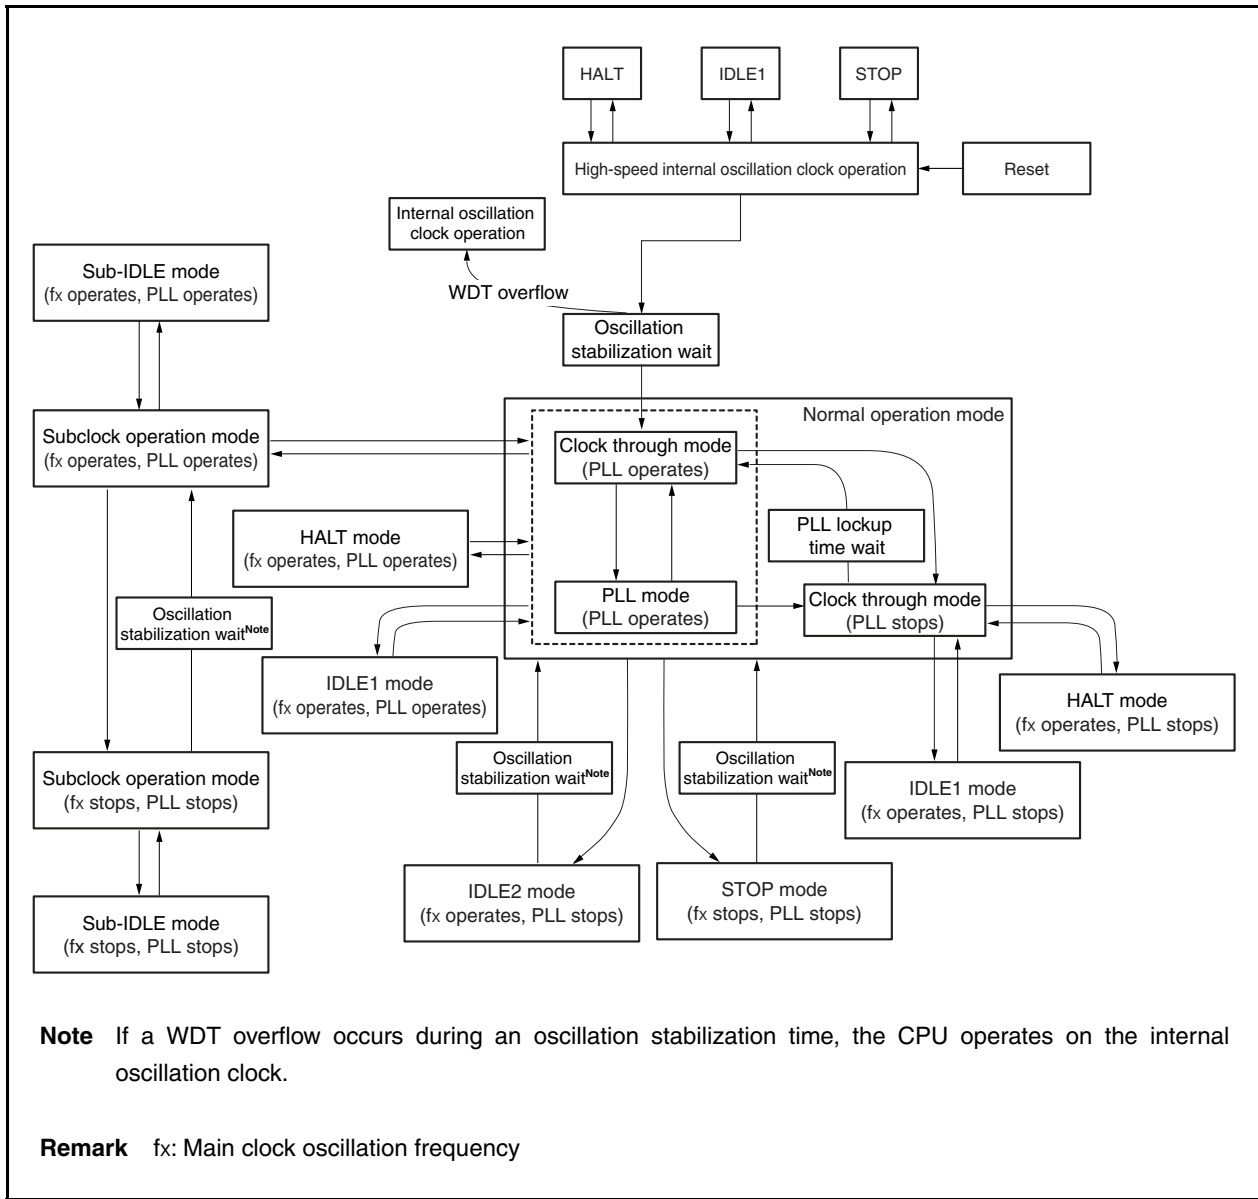 HALT
IDLE1
STOP
High-speed internal oscillation clock operation
Reset
Internal oscillation
clock operation
WDT overflow
Oscillation
stabilization wait
Sub-IDLE mode
(fx operates, PLL operates)
Subclock operation mode
(fx operates, PLL operates)
Normal operation mode
Clock through mode
(PLL operates)
HALT mode
(fx operates, PLL operates)
PLL lockup
time wait
PLL mode
(PLL operates)
Clock through mode
(PLL stops)
Oscillation
stabilization waitNote
IDLE1 mode
(fx operates, PLL operates)
HALT mode
(fx operates, PLL stops)
Oscillation
stabilization waitNote
Oscillation
stabilization waitNote
Subclock operation mode
(fx stops, PLL stops)
IDLE1 mode
(fx operates, PLL stops)
IDLE2 mode
(fx operates, PLL stops)
STOP mode
(fx stops, PLL stops)
Sub-IDLE mode
(fx stops, PLL stops)
Note If a WDT overflow occurs during an oscillation stabilization time, the CPU operates on the internal
oscillation clock.
Remark fx: Main clock oscillation frequency